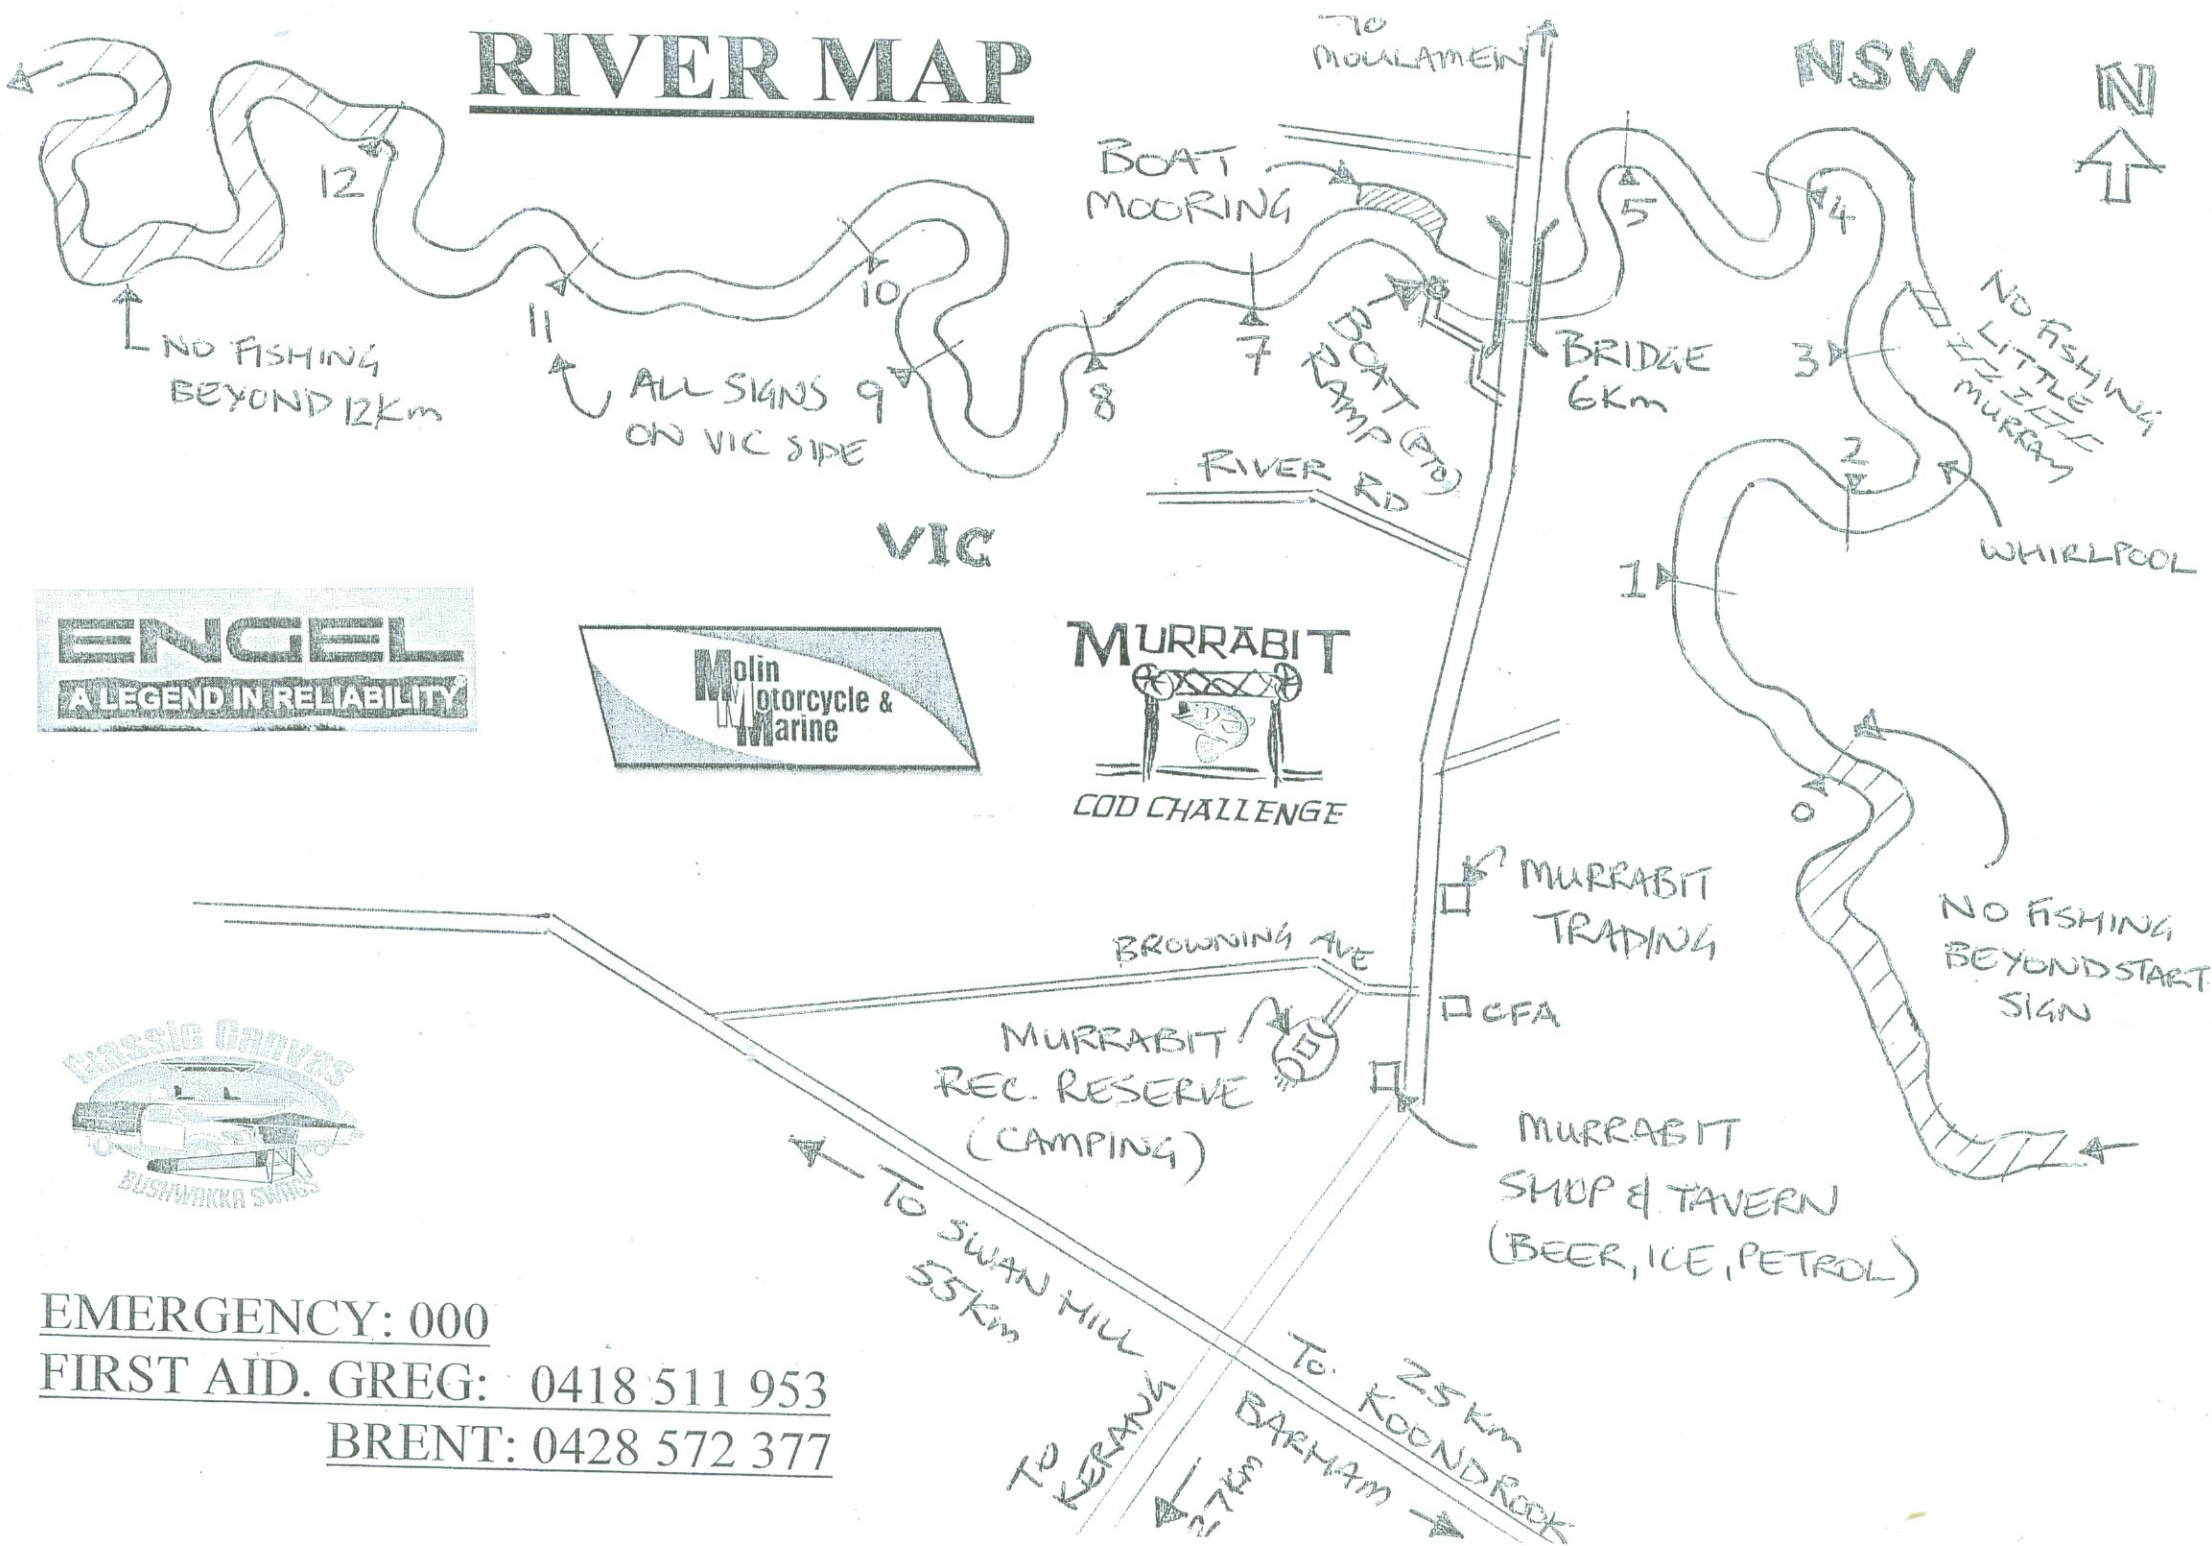 RIVER MAP
TO
MOULAMEIN
NSW
N
BOAT
MOORING
12
11
10
9
8
7
5
4
3
2
1
0
NO FISHING
BEYOND 12Km
ALL SIGNS
ON VIC SIDE
BOAT
RAMP (PTO)
BRIDGE
6Km
NO FISHING
LITTLE
MURRAY
WHIRLPOOL
RIVER RD
VIC
ENGEL
A LEGEND IN RELIABILITY
Molin
Motorcycle &
Marine
MURRABIT
COD CHALLENGE
MURRABIT
TRADING
NO FISHING
BEYOND START
SIGN
BROWNING AVE
CFA
MURRABIT
REC. RESERVE
(CAMPING)
MURRABIT
SHOP & TAVERN
(BEER, ICE, PETROL)
Classic Canvas
BUSHWAKKA SWAGS
TO SWAN HILL
55Km
TO
KERANG
27Km
TO KOONDROOK
25Km
BARHAM
EMERGENCY: 000
FIRST AID. GREG: 0418 511 953
BRENT: 0428 572 377